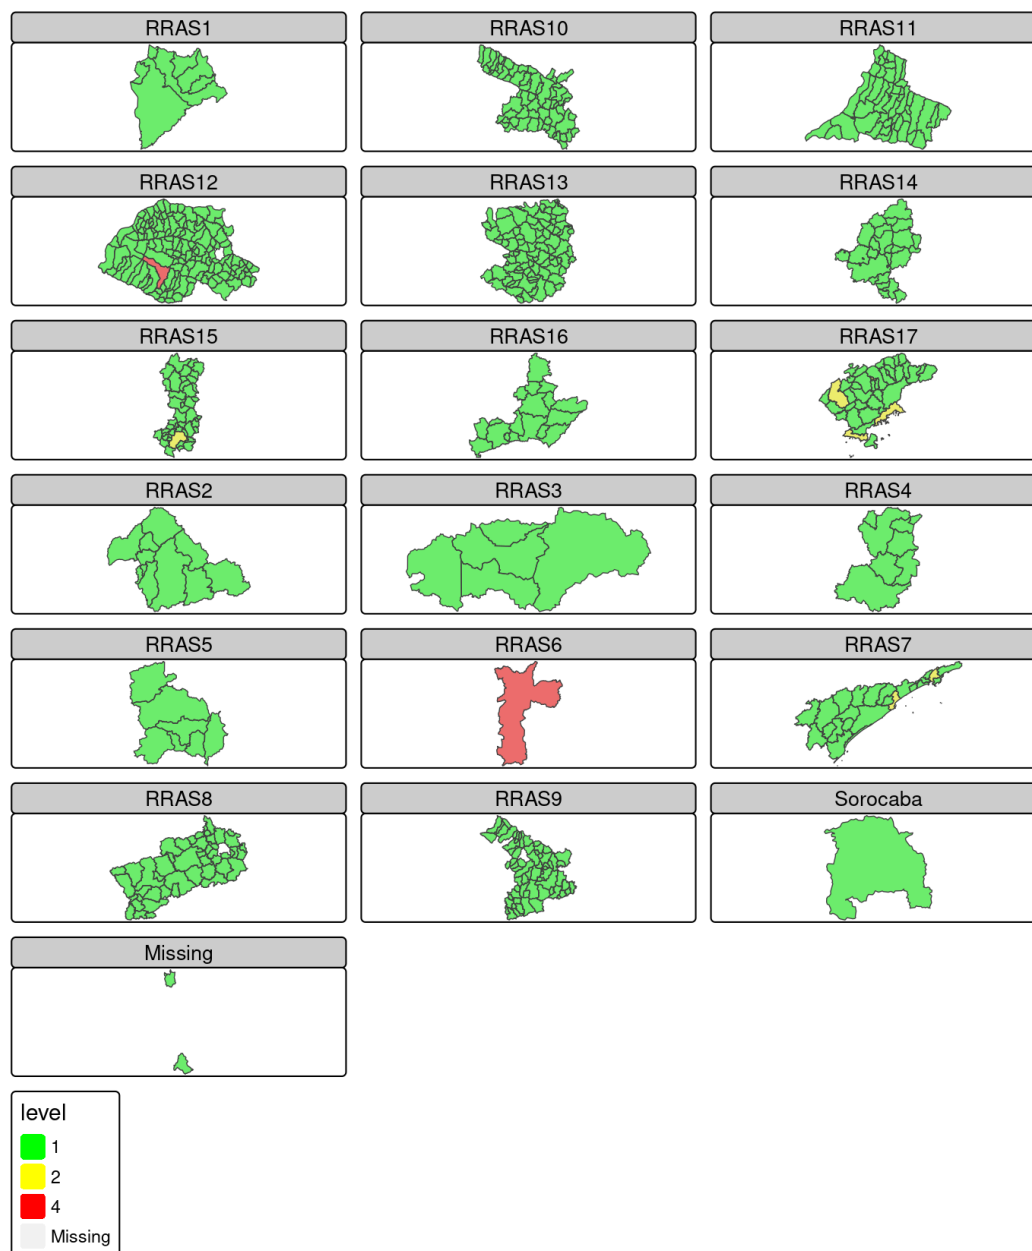 RRAS1
RRAS10
RRAS11
RRAS12
RRAS13
RRAS14
RRAS15
RRAS16
RRAS17
RRAS2
RRAS3
RRAS4
RRAS5
RRAS6
RRAS7
RRAS8
RRAS9
Sorocaba
Missing
level
1
2
4
Missing